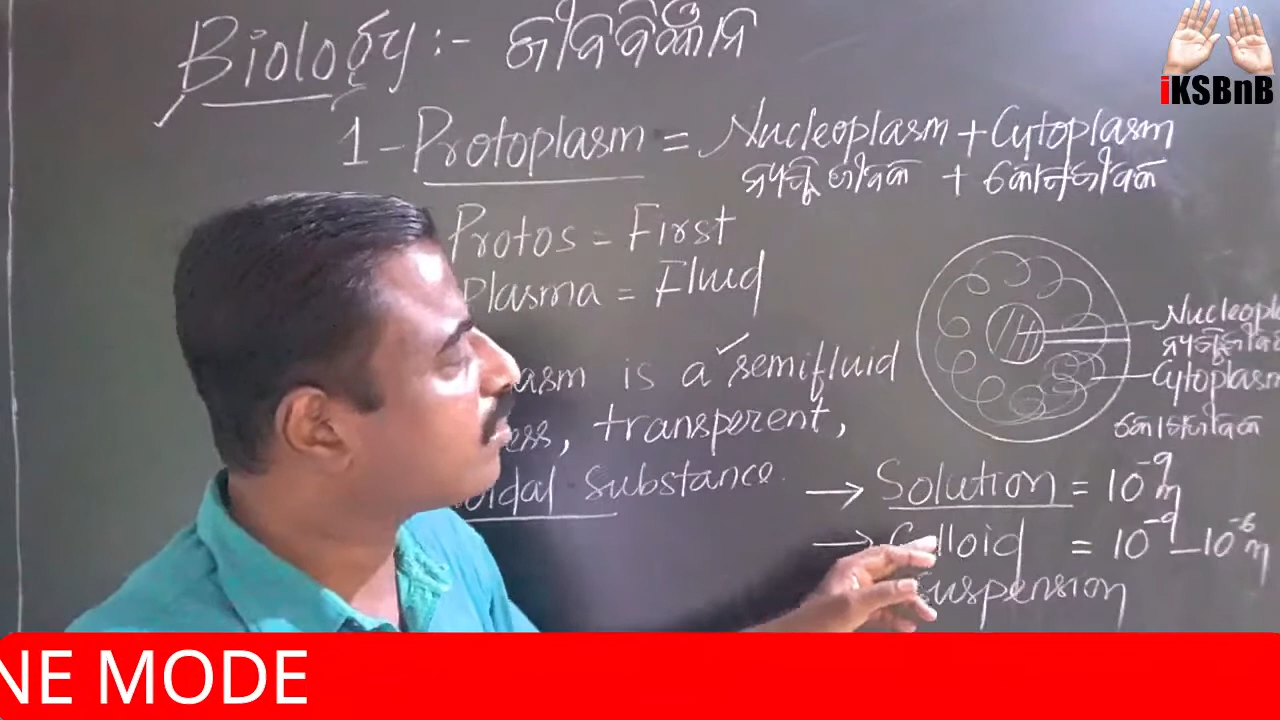 Biology :- ଜୀବବିଜ୍ଞାନ
iKSBnB
1 - Protoplasm = Nucleoplasm + Cytoplasm
Protos = First
Plasma = Fluid
is a semifluid
transperent,
substance.
Nucleopl
Cytoplasm
→ Solution = 10⁻⁹ m
→ Colloid = 10⁻⁹ – 10⁻⁶ m
suspension
NE MODE